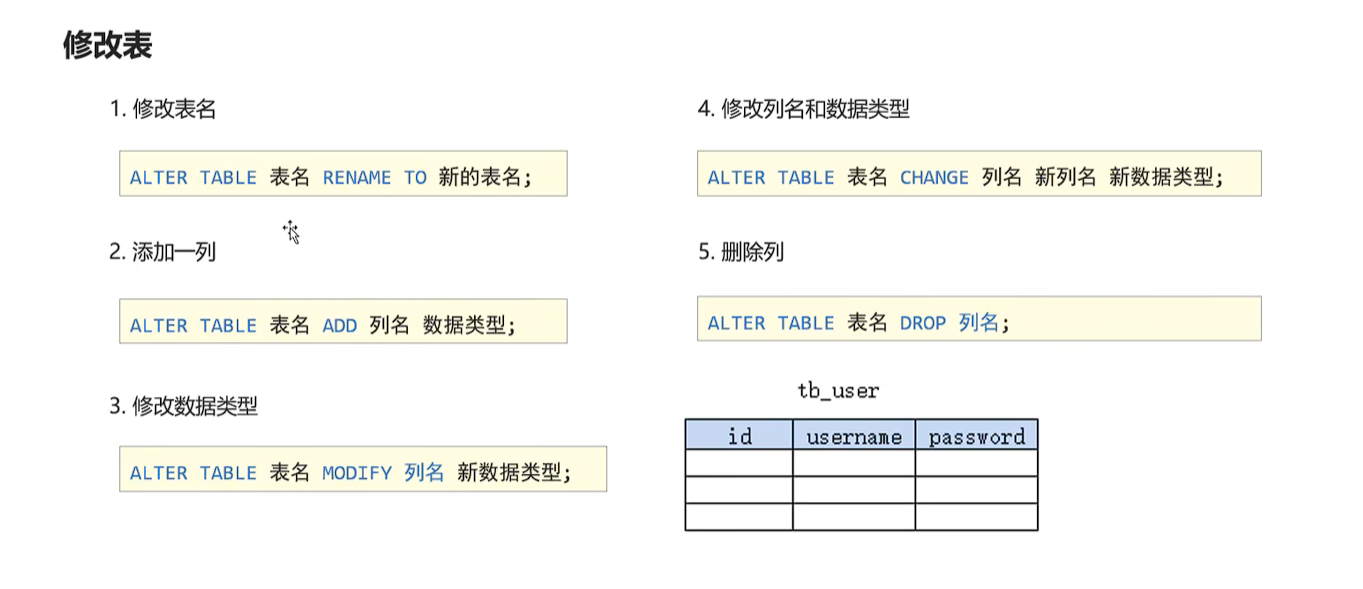 修改表
1. 修改表名
ALTER TABLE 表名 RENAME TO 新的表名;
2. 添加一列
ALTER TABLE 表名 ADD 列名 数据类型;
3. 修改数据类型
ALTER TABLE 表名 MODIFY 列名 新数据类型;
4. 修改列名和数据类型
ALTER TABLE 表名 CHANGE 列名 新列名 新数据类型;
5. 删除列
ALTER TABLE 表名 DROP 列名;
tb_user
id username password